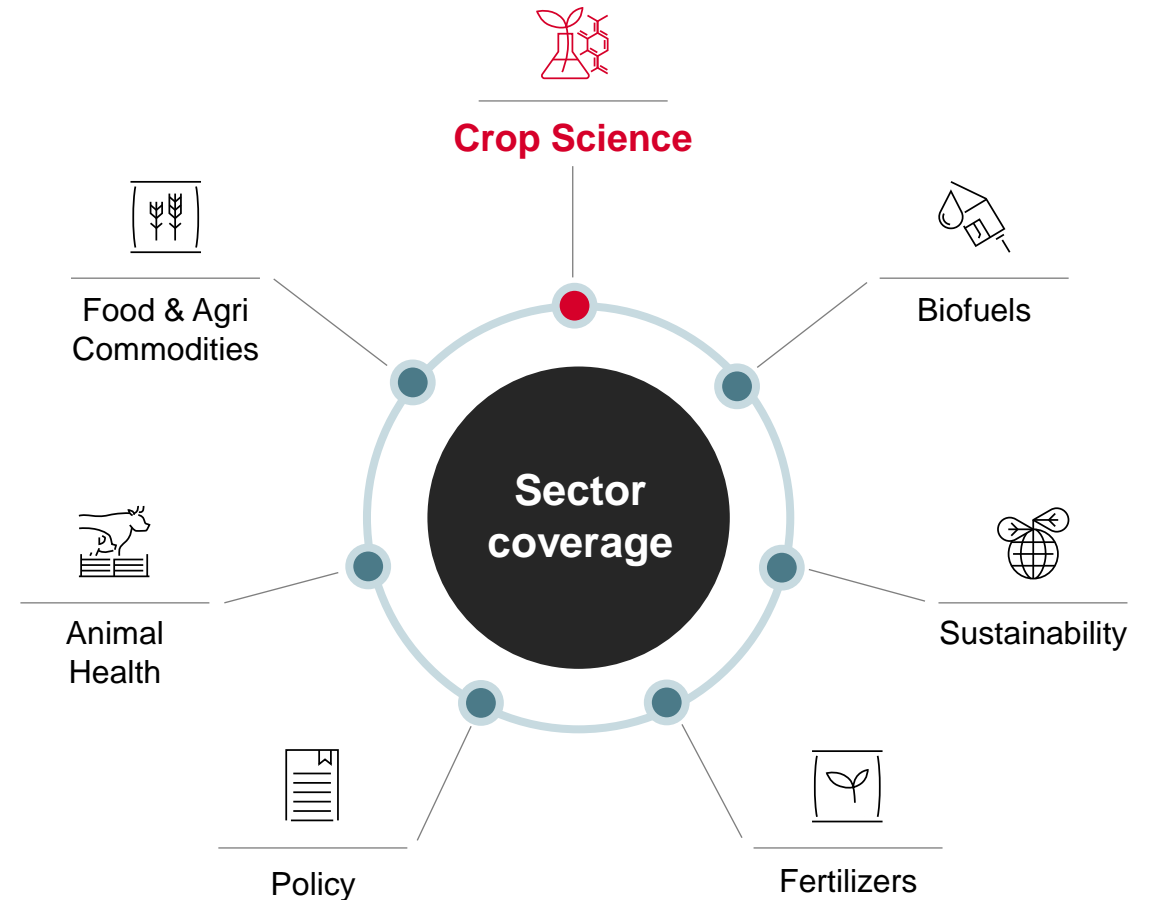 Crop Science
Food & Agri
Commodities
Biofuels
Sector
coverage
Animal
Health
Sustainability
Policy
Fertilizers